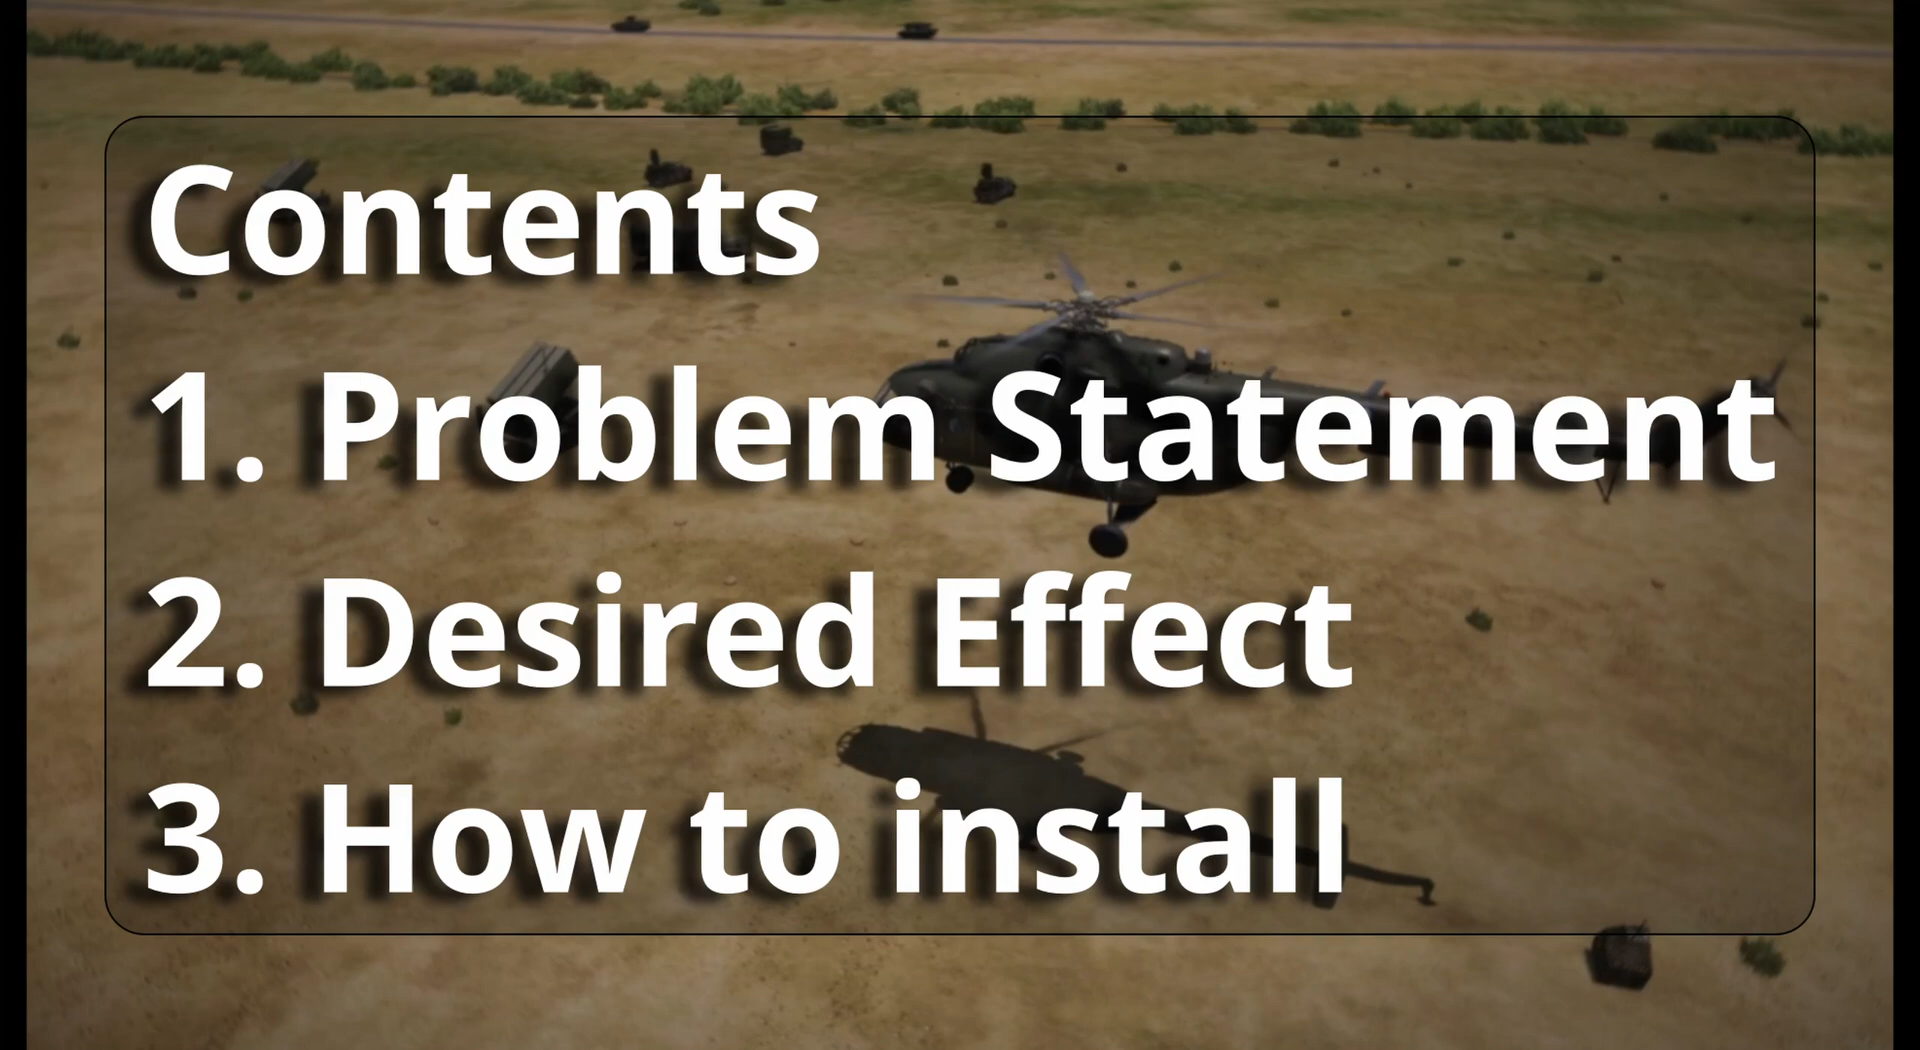 Contents
1. Problem Statement
2. Desired Effect
3. How to install